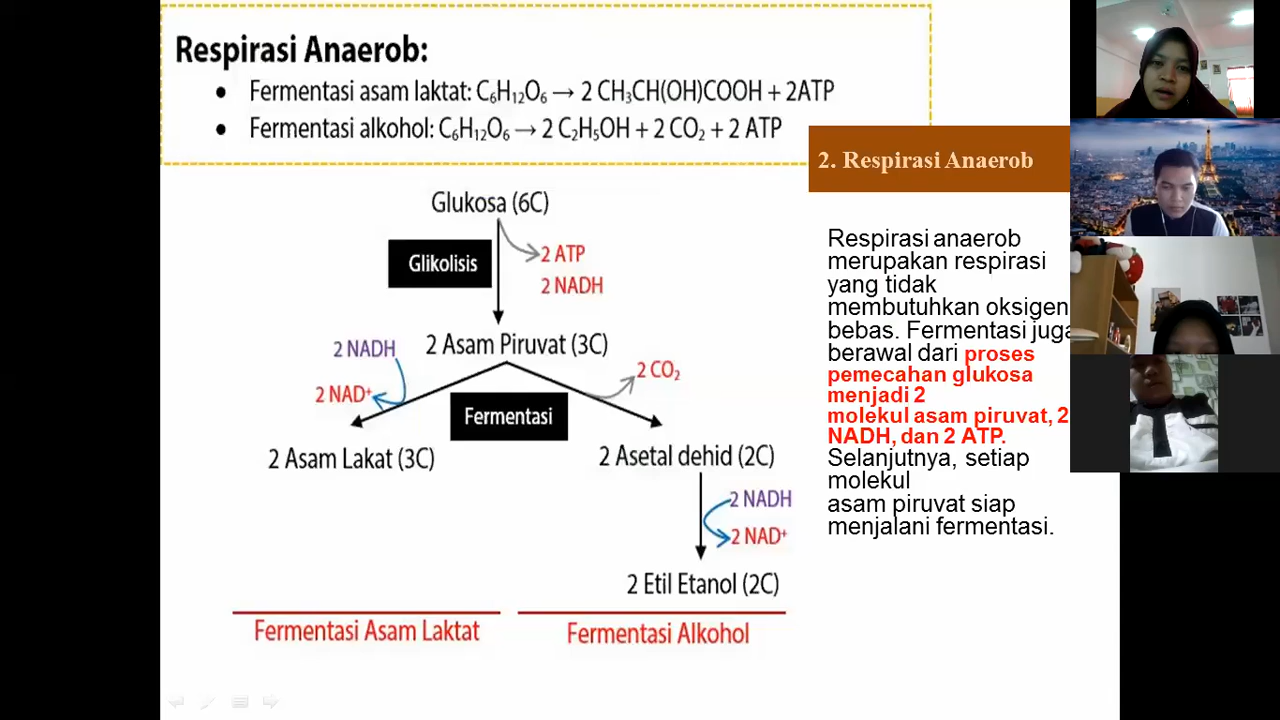 Respirasi Anaerob:
• Fermentasi asam laktat: C₆H₁₂O₆ → 2 CH₃CH(OH)COOH + 2ATP
• Fermentasi alkohol: C₆H₁₂O₆ → 2 C₂H₅OH + 2 CO₂ + 2 ATP
Glukosa (6C)
Glikolisis
2 ATP
2 NADH
2 Asam Piruvat (3C)
2 NADH
2 NAD⁺
2 CO₂
Fermentasi
2 Asam Lakat (3C)
2 Asetal dehid (2C)
2 NADH
2 NAD⁺
2 Etil Etanol (2C)
Fermentasi Asam Laktat
Fermentasi Alkohol
2. Respirasi Anaerob
Respirasi anaerob
merupakan respirasi
yang tidak
membutuhkan oksigen
bebas. Fermentasi juga
berawal dari proses
pemecahan glukosa
menjadi 2
molekul asam piruvat, 2
NADH, dan 2 ATP.
Selanjutnya, setiap
molekul
asam piruvat siap
menjalani fermentasi.